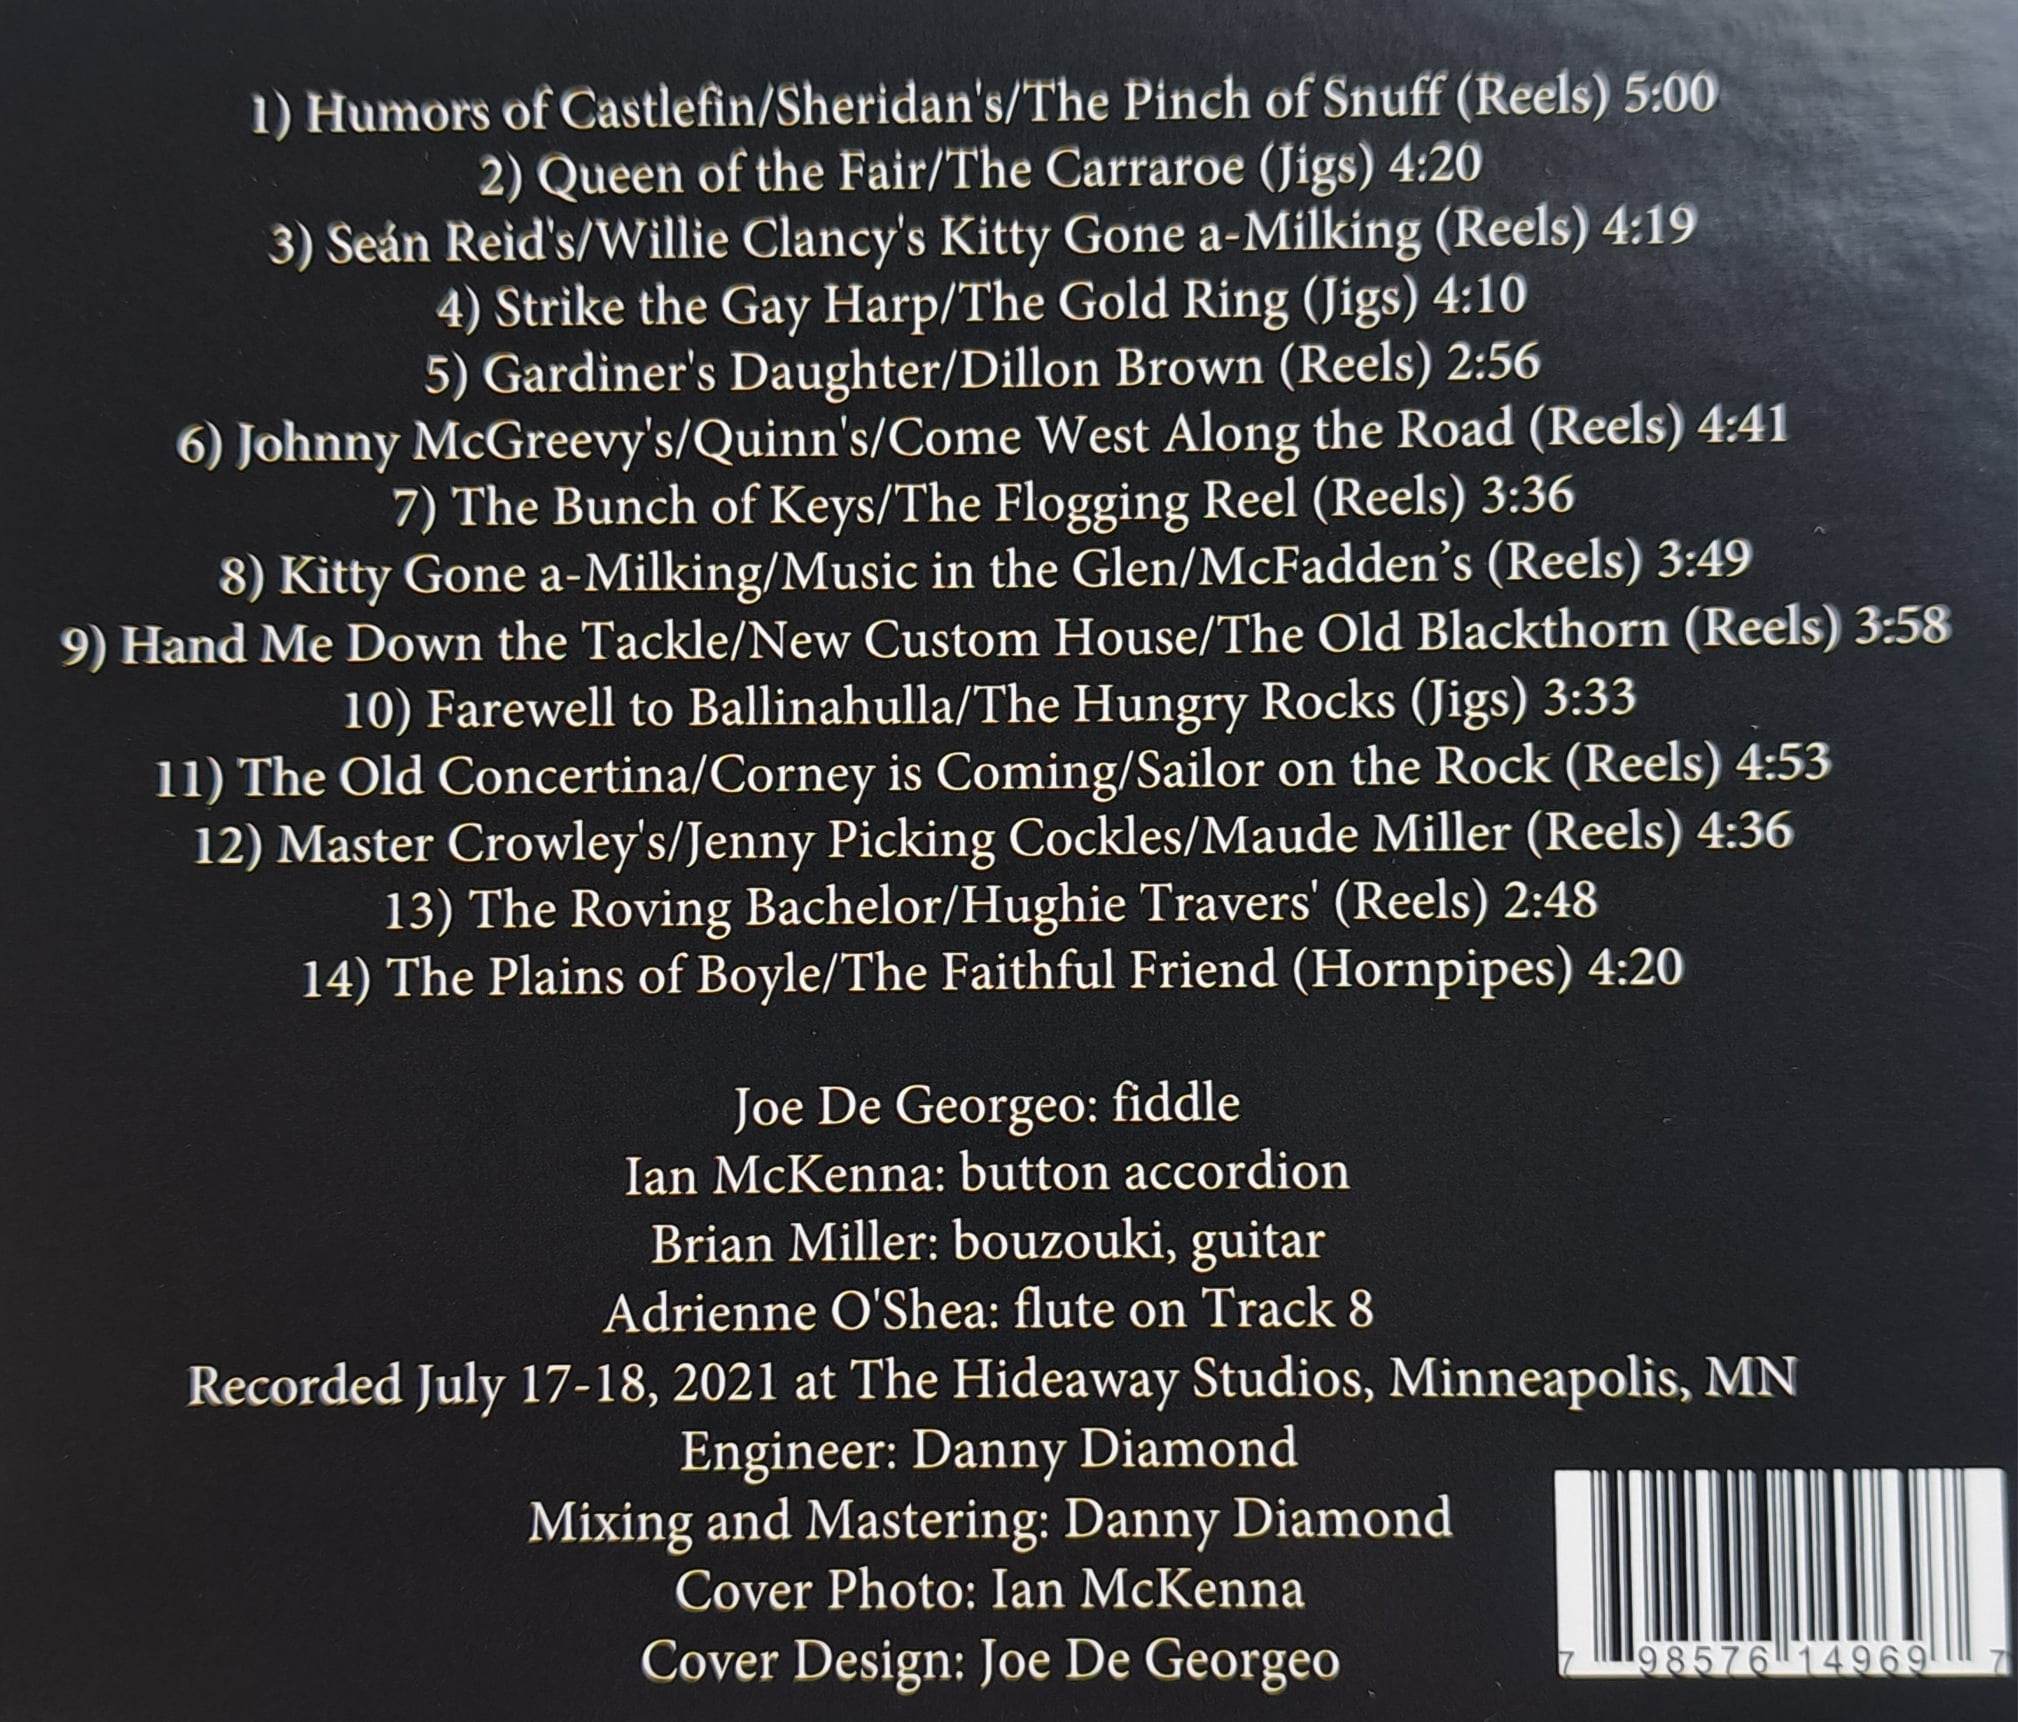 1) Humors of Castlefin/Sheridan's/The Pinch of Snuff (Reels) 5:00
2) Queen of the Fair/The Carraroe (Jigs) 4:20
3) Seán Reid's/Willie Clancy's Kitty Gone a-Milking (Reels) 4:19
4) Strike the Gay Harp/The Gold Ring (Jigs) 4:10
5) Gardiner's Daughter/Dillon Brown (Reels) 2:56
6) Johnny McGreevy's/Quinn's/Come West Along the Road (Reels) 4:41
7) The Bunch of Keys/The Flogging Reel (Reels) 3:36
8) Kitty Gone a-Milking/Music in the Glen/McFadden’s (Reels) 3:49
9) Hand Me Down the Tackle/New Custom House/The Old Blackthorn (Reels) 3:58
10) Farewell to Ballinahulla/The Hungry Rocks (Jigs) 3:33
11) The Old Concertina/Corney is Coming/Sailor on the Rock (Reels) 4:53
12) Master Crowley's/Jenny Picking Cockles/Maude Miller (Reels) 4:36
13) The Roving Bachelor/Hughie Travers' (Reels) 2:48
14) The Plains of Boyle/The Faithful Friend (Hornpipes) 4:20
Joe De Georgeo: fiddle
Ian McKenna: button accordion
Brian Miller: bouzouki, guitar
Adrienne O'Shea: flute on Track 8
Recorded July 17-18, 2021 at The Hideaway Studios, Minneapolis, MN
Engineer: Danny Diamond
Mixing and Mastering: Danny Diamond
Cover Photo: Ian McKenna
Cover Design: Joe De Georgeo
7 98576 14969 7